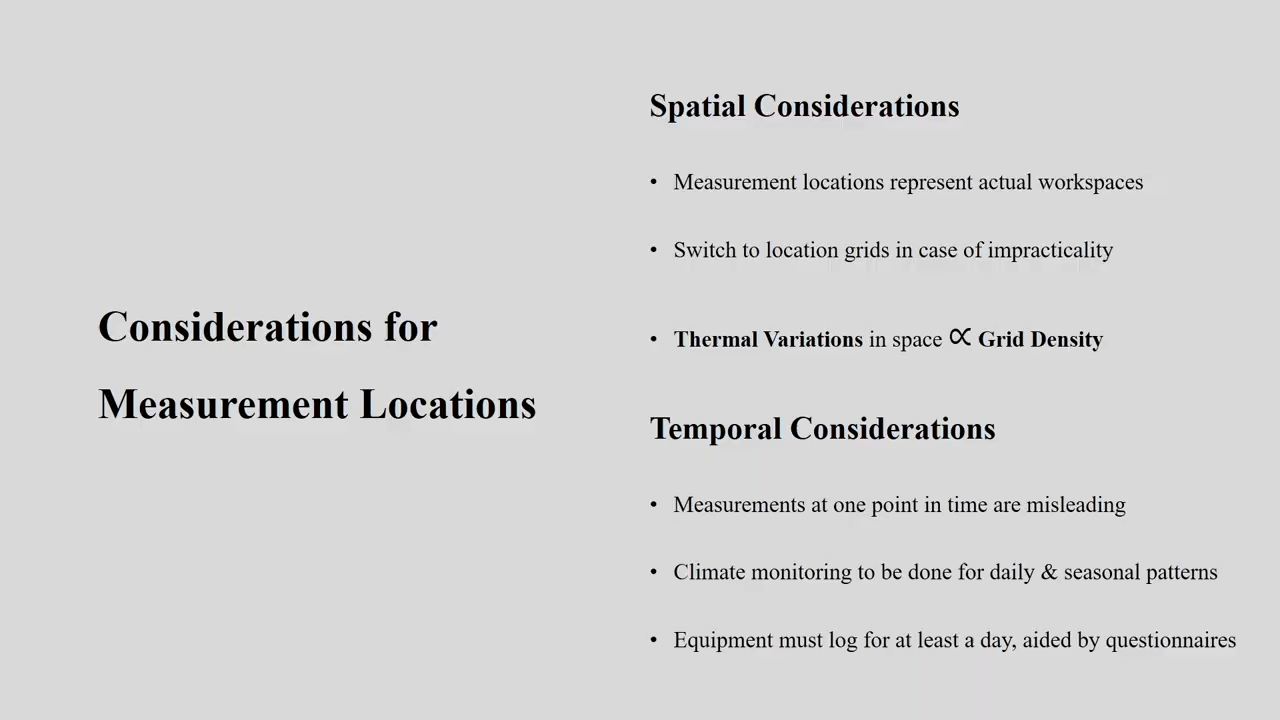 Considerations for
Measurement Locations
Spatial Considerations
• Measurement locations represent actual workspaces
• Switch to location grids in case of impracticality
• Thermal Variations in space ∝ Grid Density
Temporal Considerations
• Measurements at one point in time are misleading
• Climate monitoring to be done for daily & seasonal patterns
• Equipment must log for at least a day, aided by questionnaires